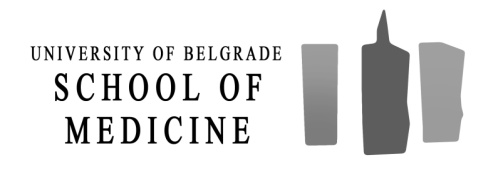 UNIVERSITY OF BELGRADE
SCHOOL OF
MEDICINE